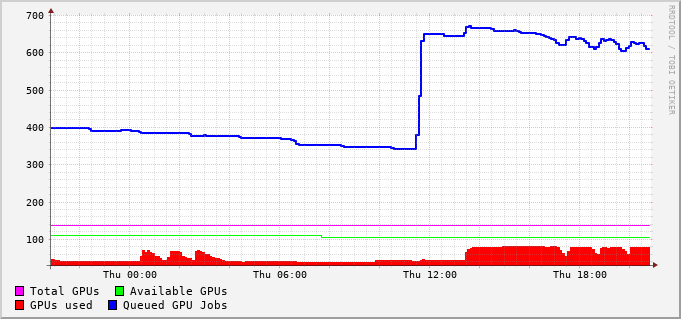 700
600
500
400
300
200
100
Thu 00:00 Thu 06:00 Thu 12:00 Thu 18:00
Total GPUs Available GPUs
GPUs used Queued GPU Jobs
RRDTOOL / TOBI OETIKER